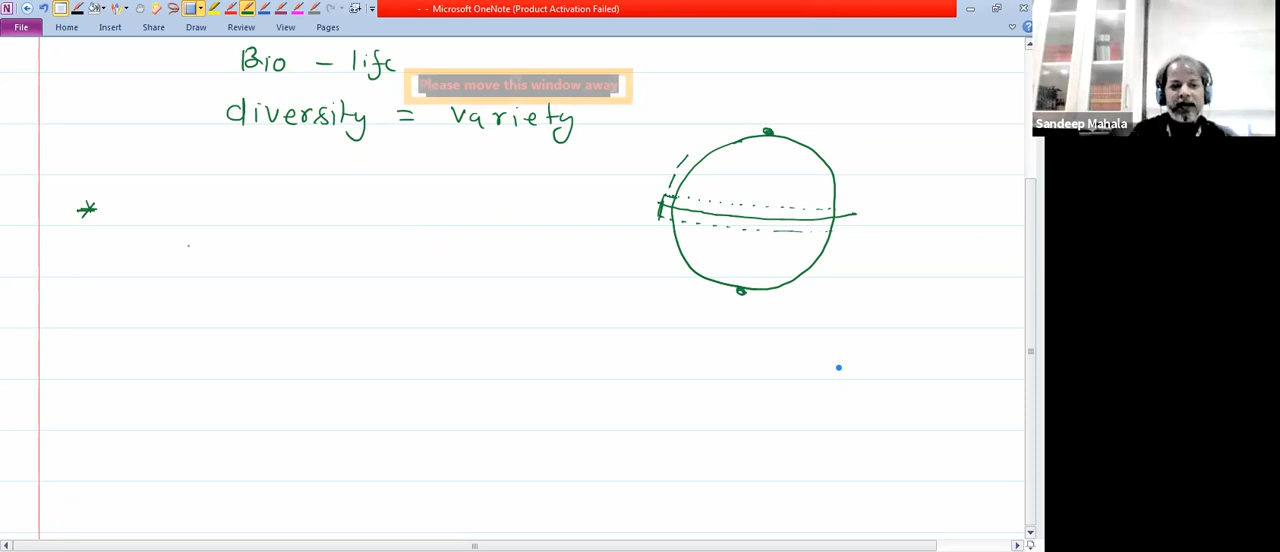 - - Microsoft OneNote (Product Activation Failed)
File Home Insert Share Draw Review View Pages
Bio - life
Please move this window away
diversity = variety
Sandeep Mahala
*